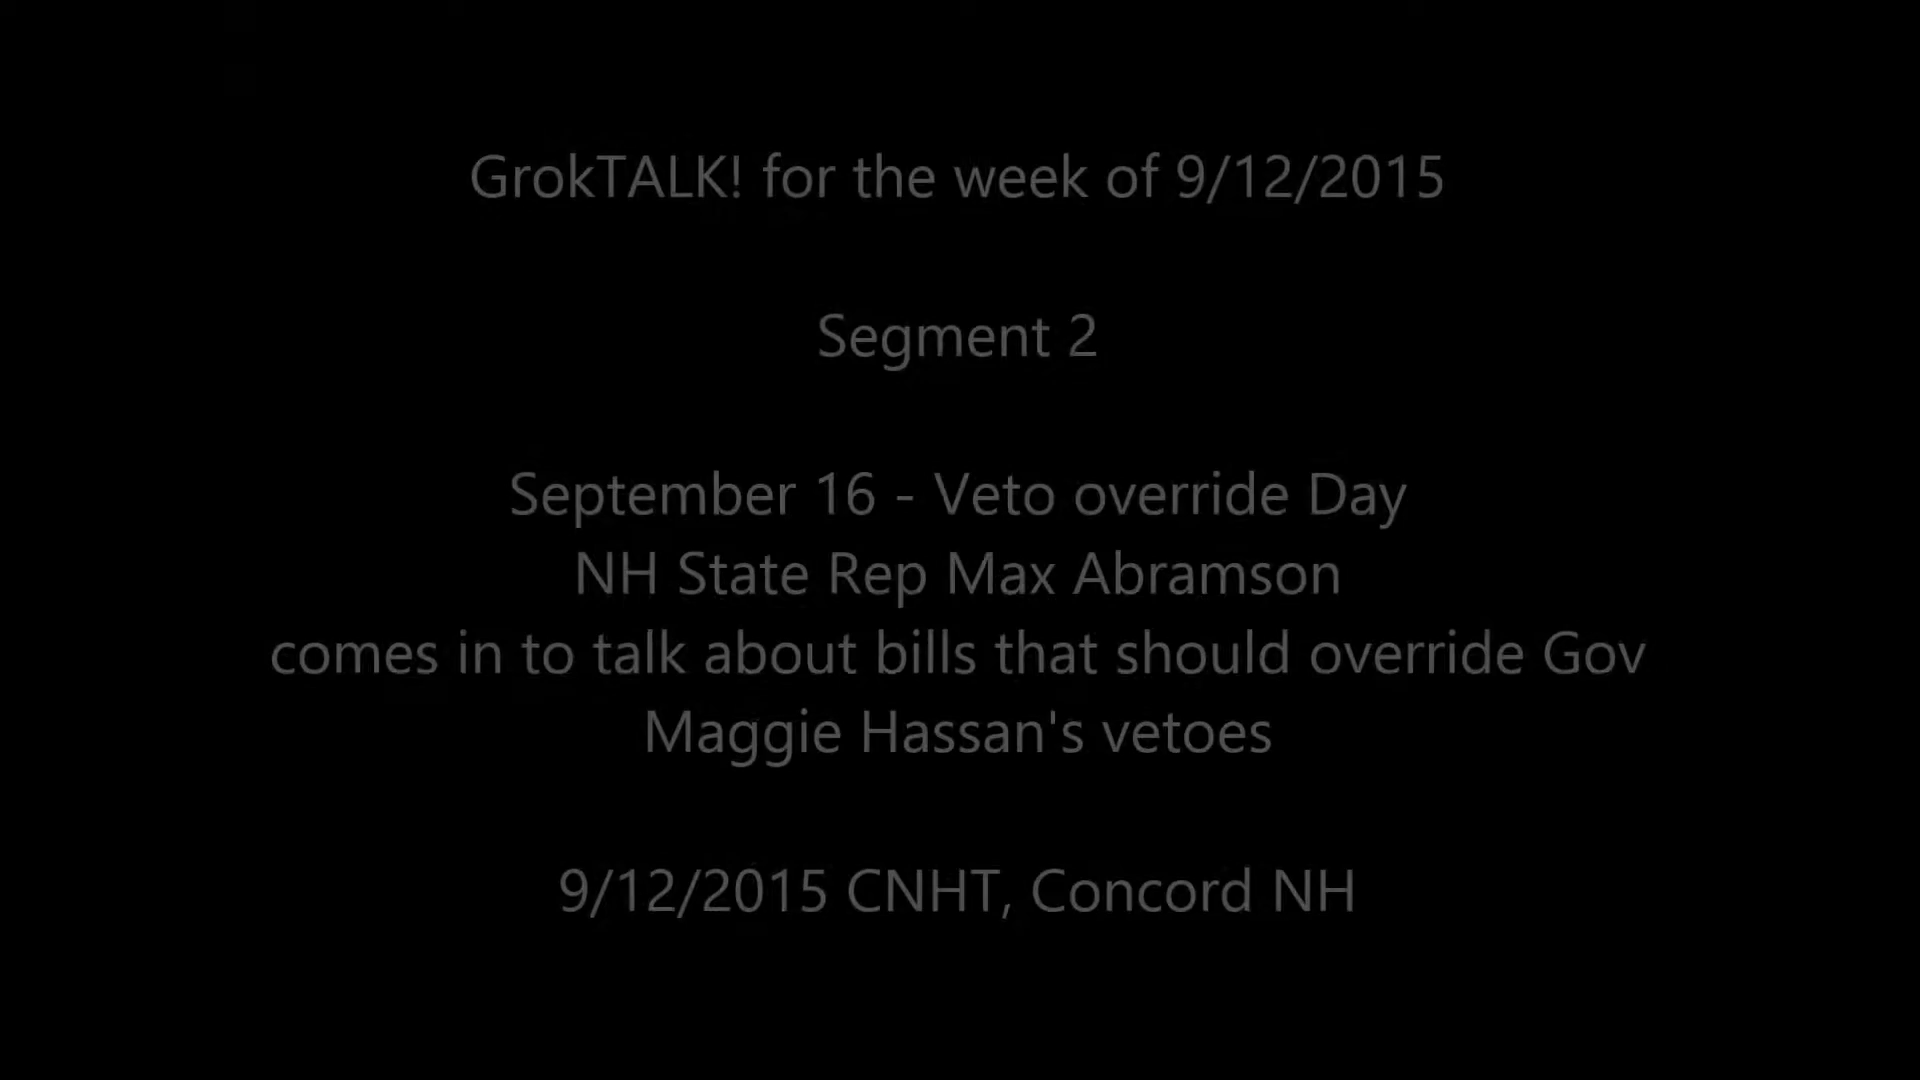 GrokTALK! for the week of 9/12/2015
Segment 2
September 16 - Veto override Day
NH State Rep Max Abramson
comes in to talk about bills that should override Gov
Maggie Hassan's vetoes
9/12/2015 CNHT, Concord NH